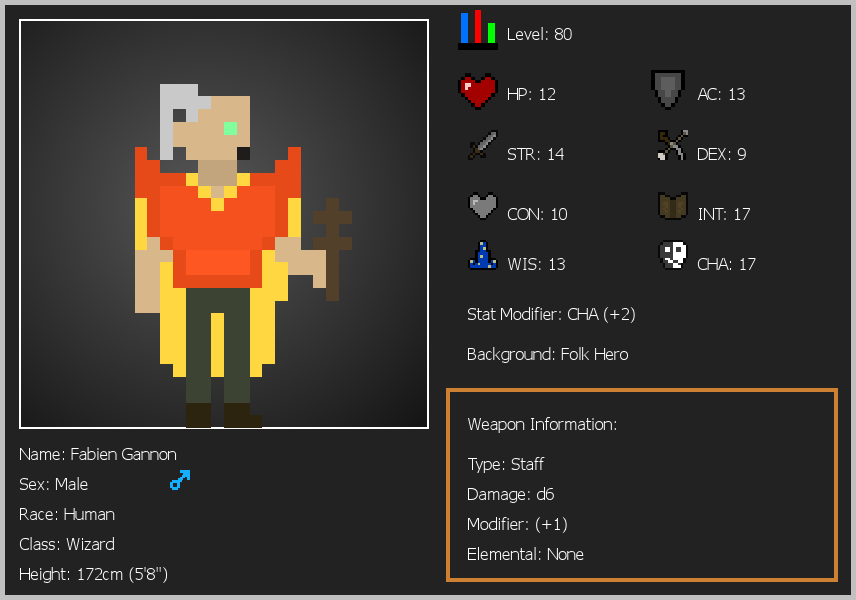 Level: 80
HP: 12
AC: 13
STR: 14
DEX: 9
CON: 10
INT: 17
WIS: 13
CHA: 17
Stat Modifier: CHA (+2)
Background: Folk Hero
Weapon Information:
Type: Staff
Damage: d6
Modifier: (+1)
Elemental: None
Name: Fabien Gannon
Sex: Male
Race: Human
Class: Wizard
Height: 172cm (5'8")